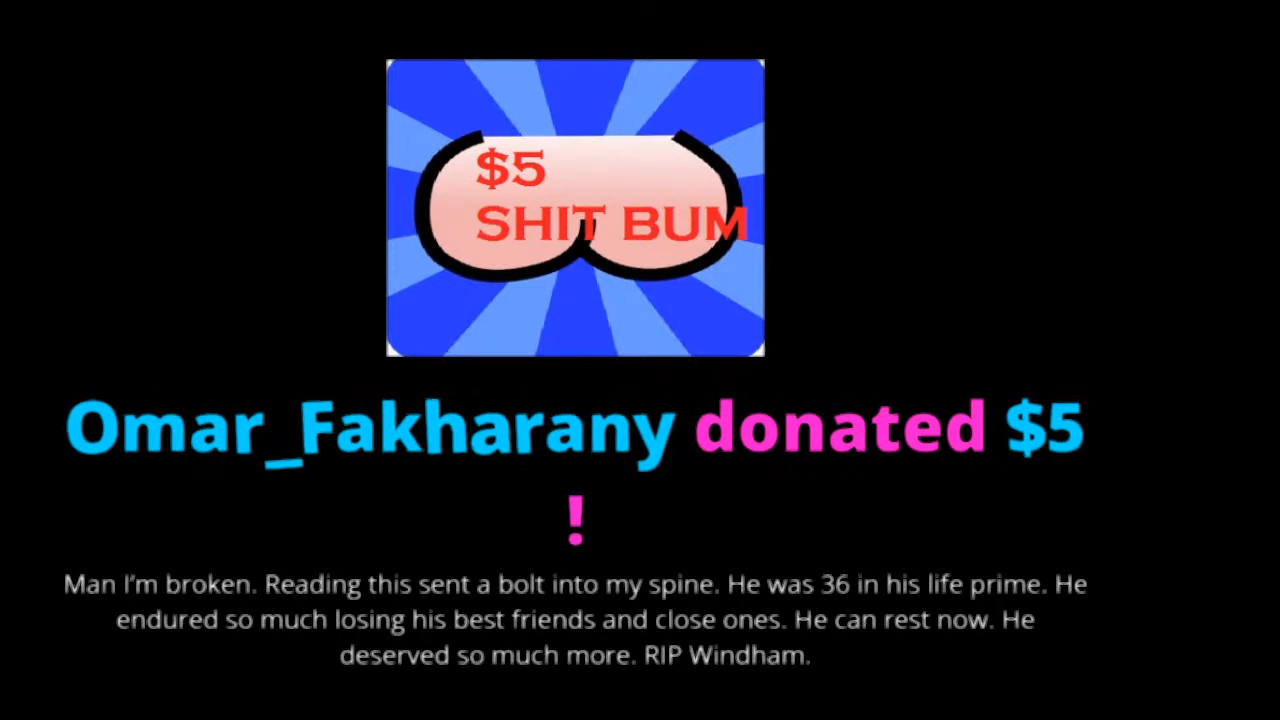 $5
SHIT BUM
Omar_Fakharany donated $5
!
Man I’m broken. Reading this sent a bolt into my spine. He was 36 in his life prime. He
endured so much losing his best friends and close ones. He can rest now. He
deserved so much more. RIP Windham.